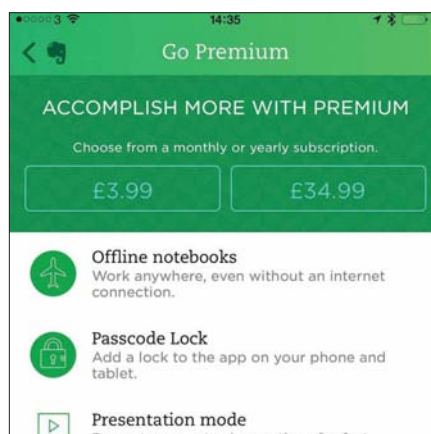 3 14:35
Go Premium
ACCOMPLISH MORE WITH PREMIUM
Choose from a monthly or yearly subscription.
£3.99 £34.99
Offline notebooks
Work anywhere, even without an internet
connection.
Passcode Lock
Add a lock to the app on your phone and
tablet.
Presentation mode